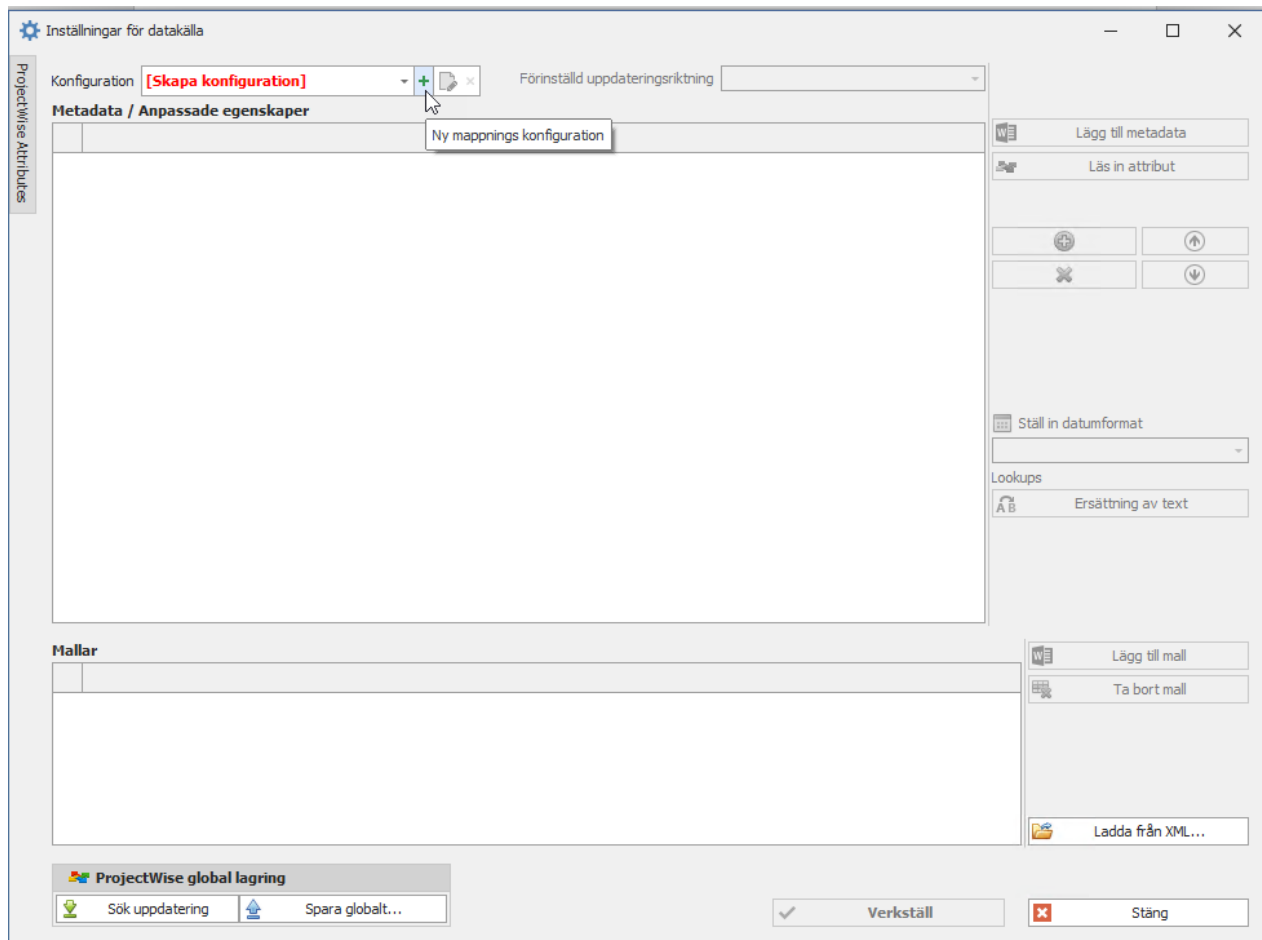 Inställningar för datakälla
ProjectWise Attributes
Konfiguration [Skapa konfiguration] Förinställd uppdateringsriktning
Metadata / Anpassade egenskaper
Ny mappnings konfiguration
Lägg till metadata
Läs in attribut
Ställ in datumformat
Lookups
A B Ersättning av text
Mallar
Lägg till mall
Ta bort mall
Ladda från XML...
ProjectWise global lagring
Sök uppdatering Spara globalt... Verkställ Stäng